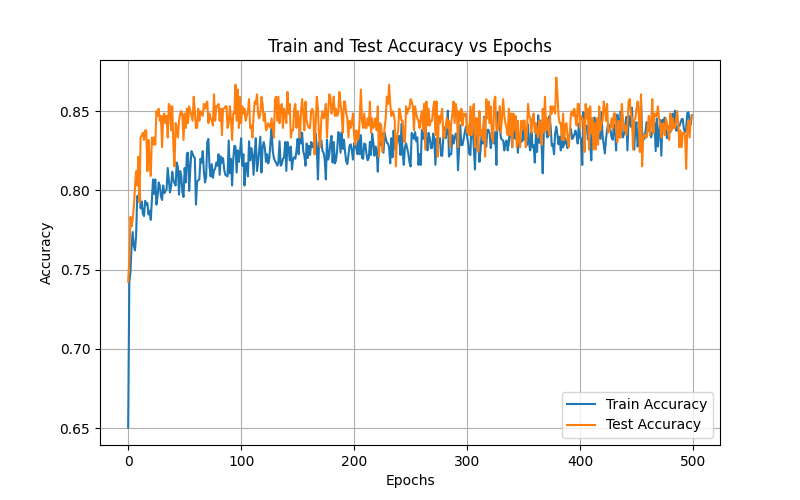 Train and Test Accuracy vs Epochs
0.85
0.80
0.75
0.70
0.65
Accuracy
0 100 200 300 400 500
Epochs
Train Accuracy
Test Accuracy